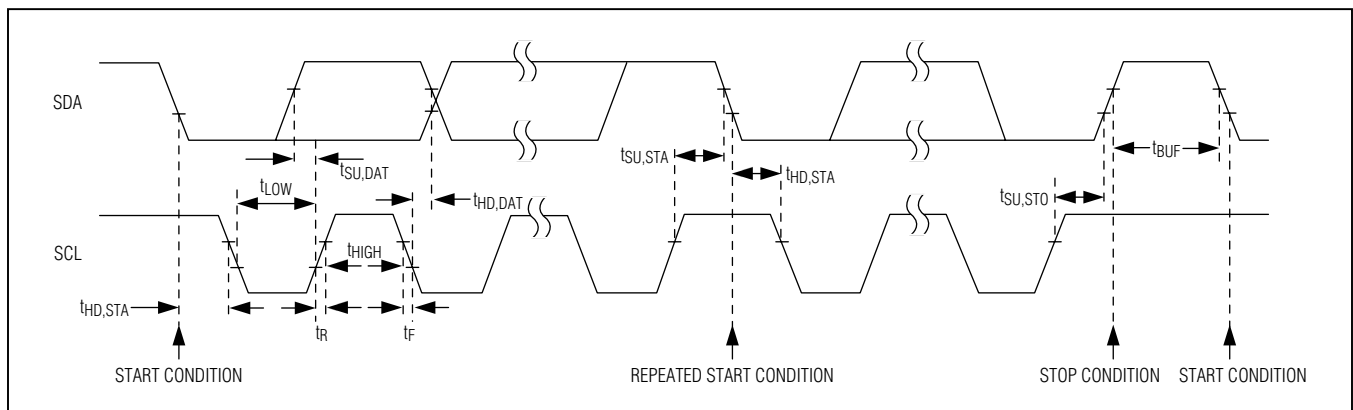 SDA
tSU,DAT
tLOW
tHD,DAT
tSU,STA
tHD,STA
tBUF
tSU,STO
SCL
tHIGH
tHD,STA
tR
tF
START CONDITION
REPEATED START CONDITION
STOP CONDITION
START CONDITION